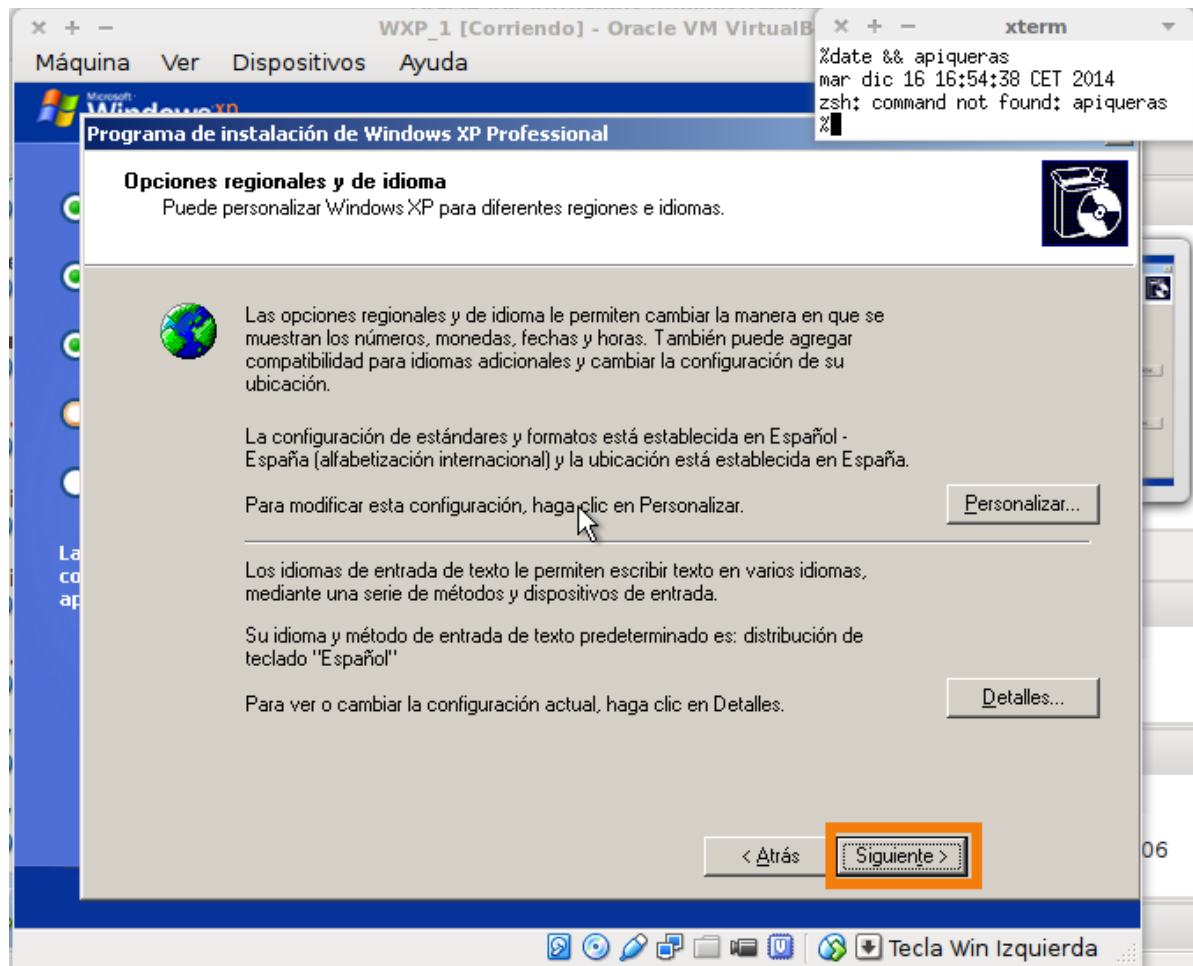 WXP_1 [Corriendo] - Oracle VM VirtualB
xterm
Máquina Ver Dispositivos Ayuda
%date && apiqueras
mar dic 16 16:54:38 CET 2014
zsh: command not found: apiqueras
%
Microsoft
Windows xp
Programa de instalación de Windows XP Professional
Opciones regionales y de idioma
Puede personalizar Windows XP para diferentes regiones e idiomas.
Las opciones regionales y de idioma le permiten cambiar la manera en que se
muestran los números, monedas, fechas y horas. También puede agregar
compatibilidad para idiomas adicionales y cambiar la configuración de su
ubicación.
La configuración de estándares y formatos está establecida en Español -
España (alfabetización internacional) y la ubicación está establecida en España.
Para modificar esta configuración, haga clic en Personalizar.
Personalizar...
La
co
ap
Los idiomas de entrada de texto le permiten escribir texto en varios idiomas,
mediante una serie de métodos y dispositivos de entrada.
Su idioma y método de entrada de texto predeterminado es: distribución de
teclado "Español"
Para ver o cambiar la configuración actual, haga clic en Detalles.
Detalles...
< Atrás
Siguiente >
06
Tecla Win Izquierda